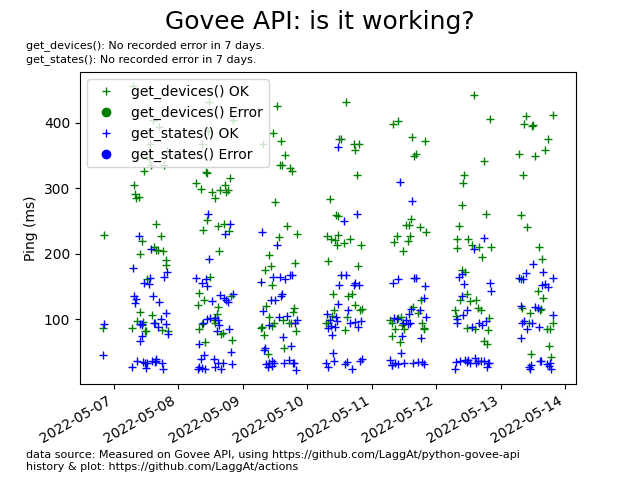 Govee API: is it working?
get_devices(): No recorded error in 7 days.
get_states(): No recorded error in 7 days.
get_devices() OK
get_devices() Error
get_states() OK
get_states() Error
Ping (ms)
400
300
200
100
2022-05-07
2022-05-08
2022-05-09
2022-05-10
2022-05-11
2022-05-12
2022-05-13
2022-05-14
data source: Measured on Govee API, using https://github.com/LaggAt/python-govee-api
history & plot: https://github.com/LaggAt/actions